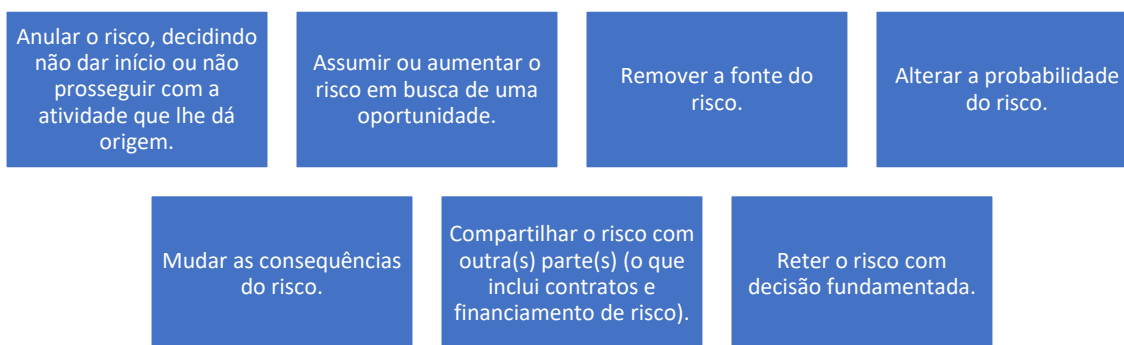 Anular o risco, decidindo
não dar início ou não
prosseguir com a
atividade que lhe dá
origem.
Assumir ou aumentar o
risco em busca de uma
oportunidade.
Remover a fonte do
risco.
Alterar a probabilidade
do risco.
Mudar as consequências
do risco.
Compartilhar o risco com
outra(s) parte(s) (o que
inclui contratos e
financiamento de risco).
Reter o risco com
decisão fundamentada.